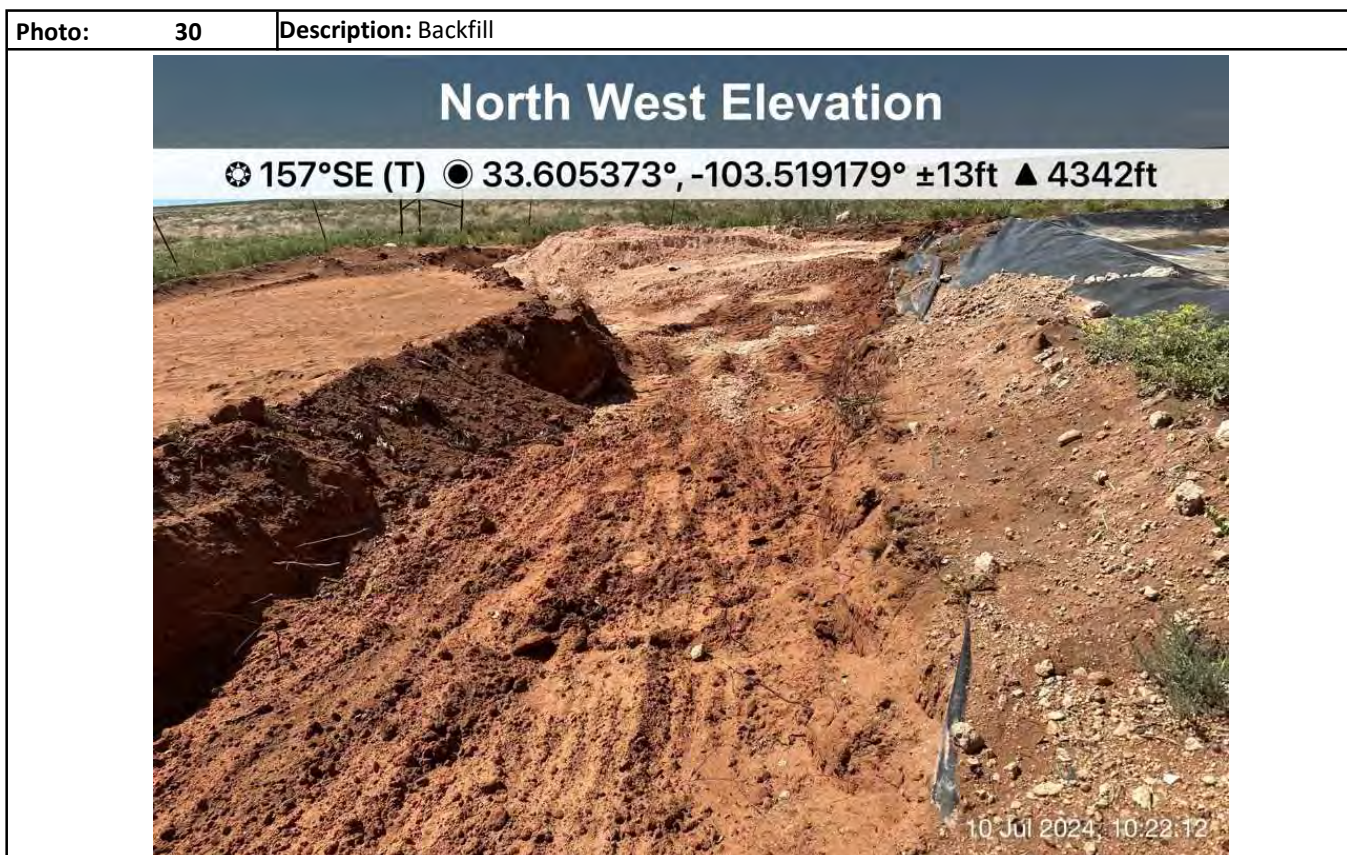 Photo: 30 Description: Backfill
North West Elevation
157°SE (T) 33.605373°, -103.519179° ±13ft ▲ 4342ft
10 Jul 2024, 10:23:12